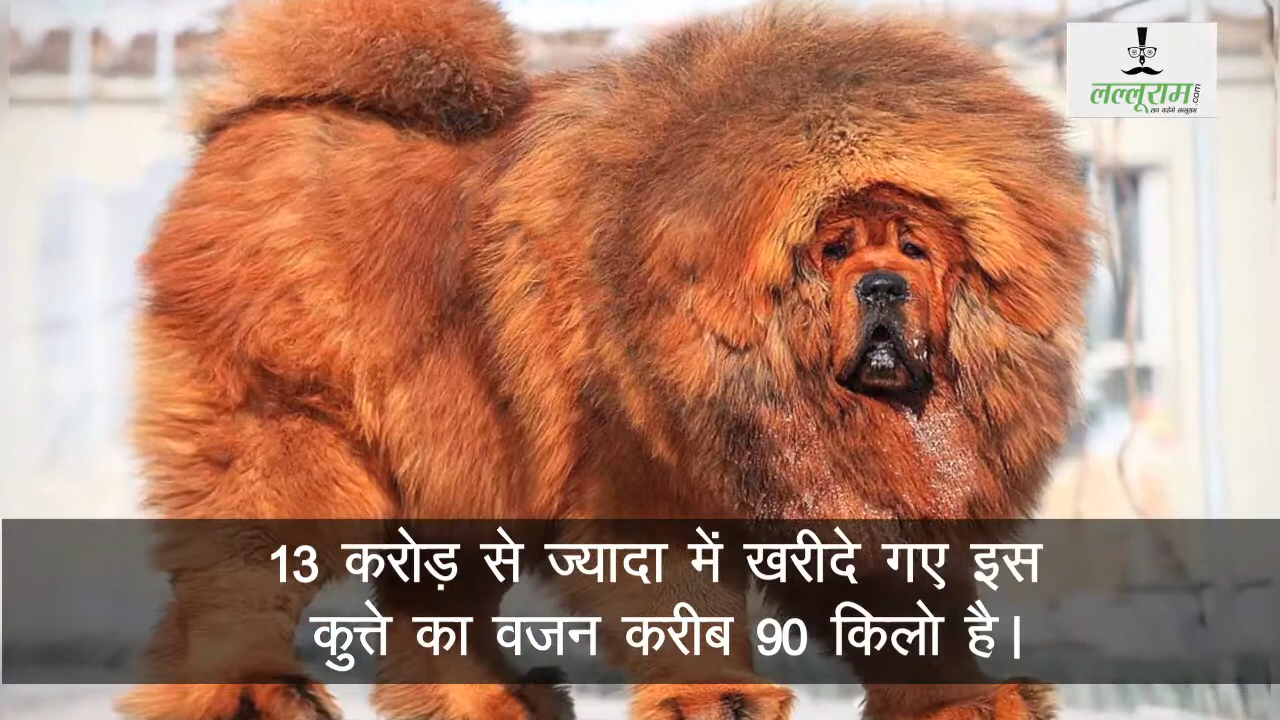 लल्लूराम.com
13 करोड़ से ज्यादा में खरीदे गए इस
कुत्ते का वजन करीब 90 किलो है।